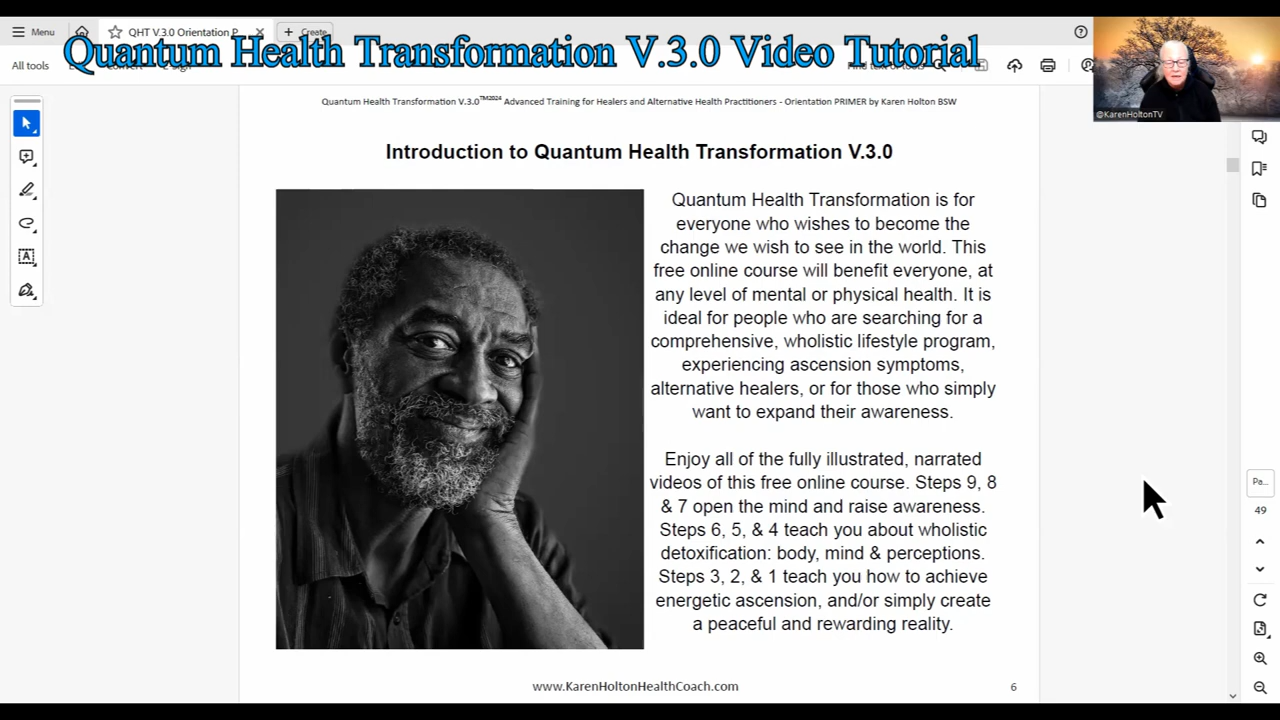 Menu
QHT V.3.0 Orientation P
Create
Quantum Health Transformation V.3.0 Video Tutorial
All tools
@KarenHoltonTV
Quantum Health Transformation V.3.0™2024 Advanced Training for Healers and Alternative Health Practitioners - Orientation PRIMER by Karen Holton BSW
Introduction to Quantum Health Transformation V.3.0
Quantum Health Transformation is for
everyone who wishes to become the
change we wish to see in the world. This
free online course will benefit everyone, at
any level of mental or physical health. It is
ideal for people who are searching for a
comprehensive, wholistic lifestyle program,
experiencing ascension symptoms,
alternative healers, or for those who simply
want to expand their awareness.
Enjoy all of the fully illustrated, narrated
videos of this free online course. Steps 9, 8
& 7 open the mind and raise awareness.
Steps 6, 5, & 4 teach you about wholistic
detoxification: body, mind & perceptions.
Steps 3, 2, & 1 teach you how to achieve
energetic ascension, and/or simply create
a peaceful and rewarding reality.
Pa...
49
www.KarenHoltonHealthCoach.com
6